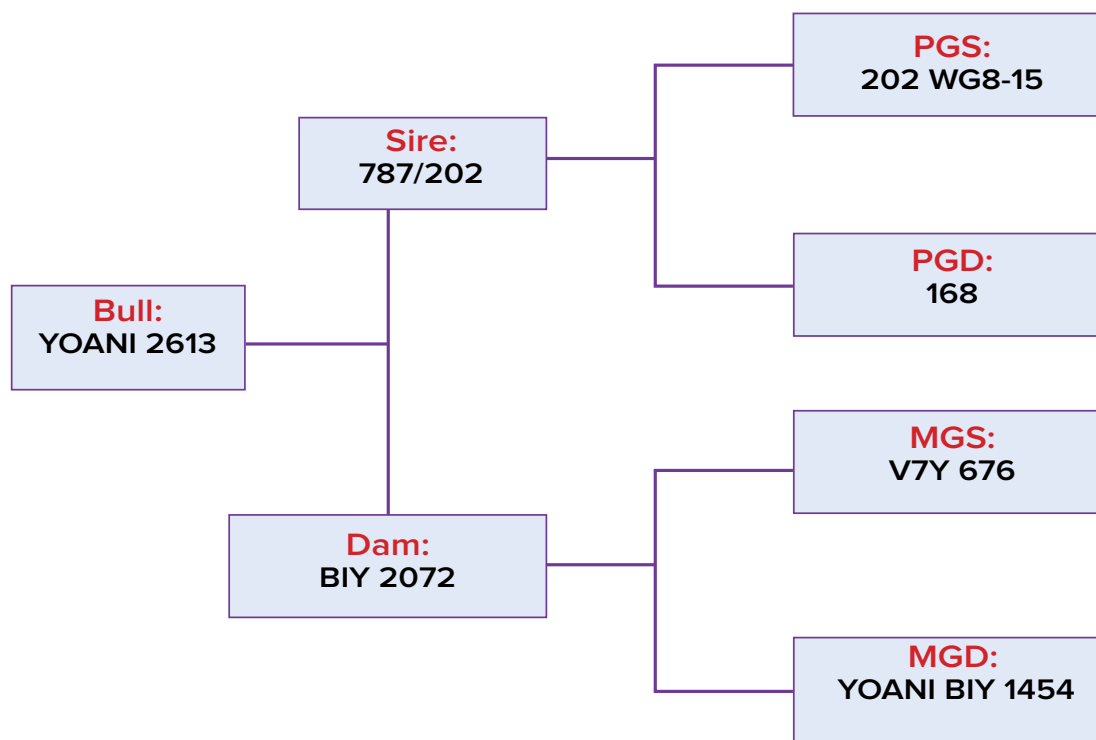 PGS:
202 WG8-15
Sire:
787/202
PGD:
168
Bull:
YOANI 2613
MGS:
V7Y 676
Dam:
BIY 2072
MGD:
YOANI BIY 1454